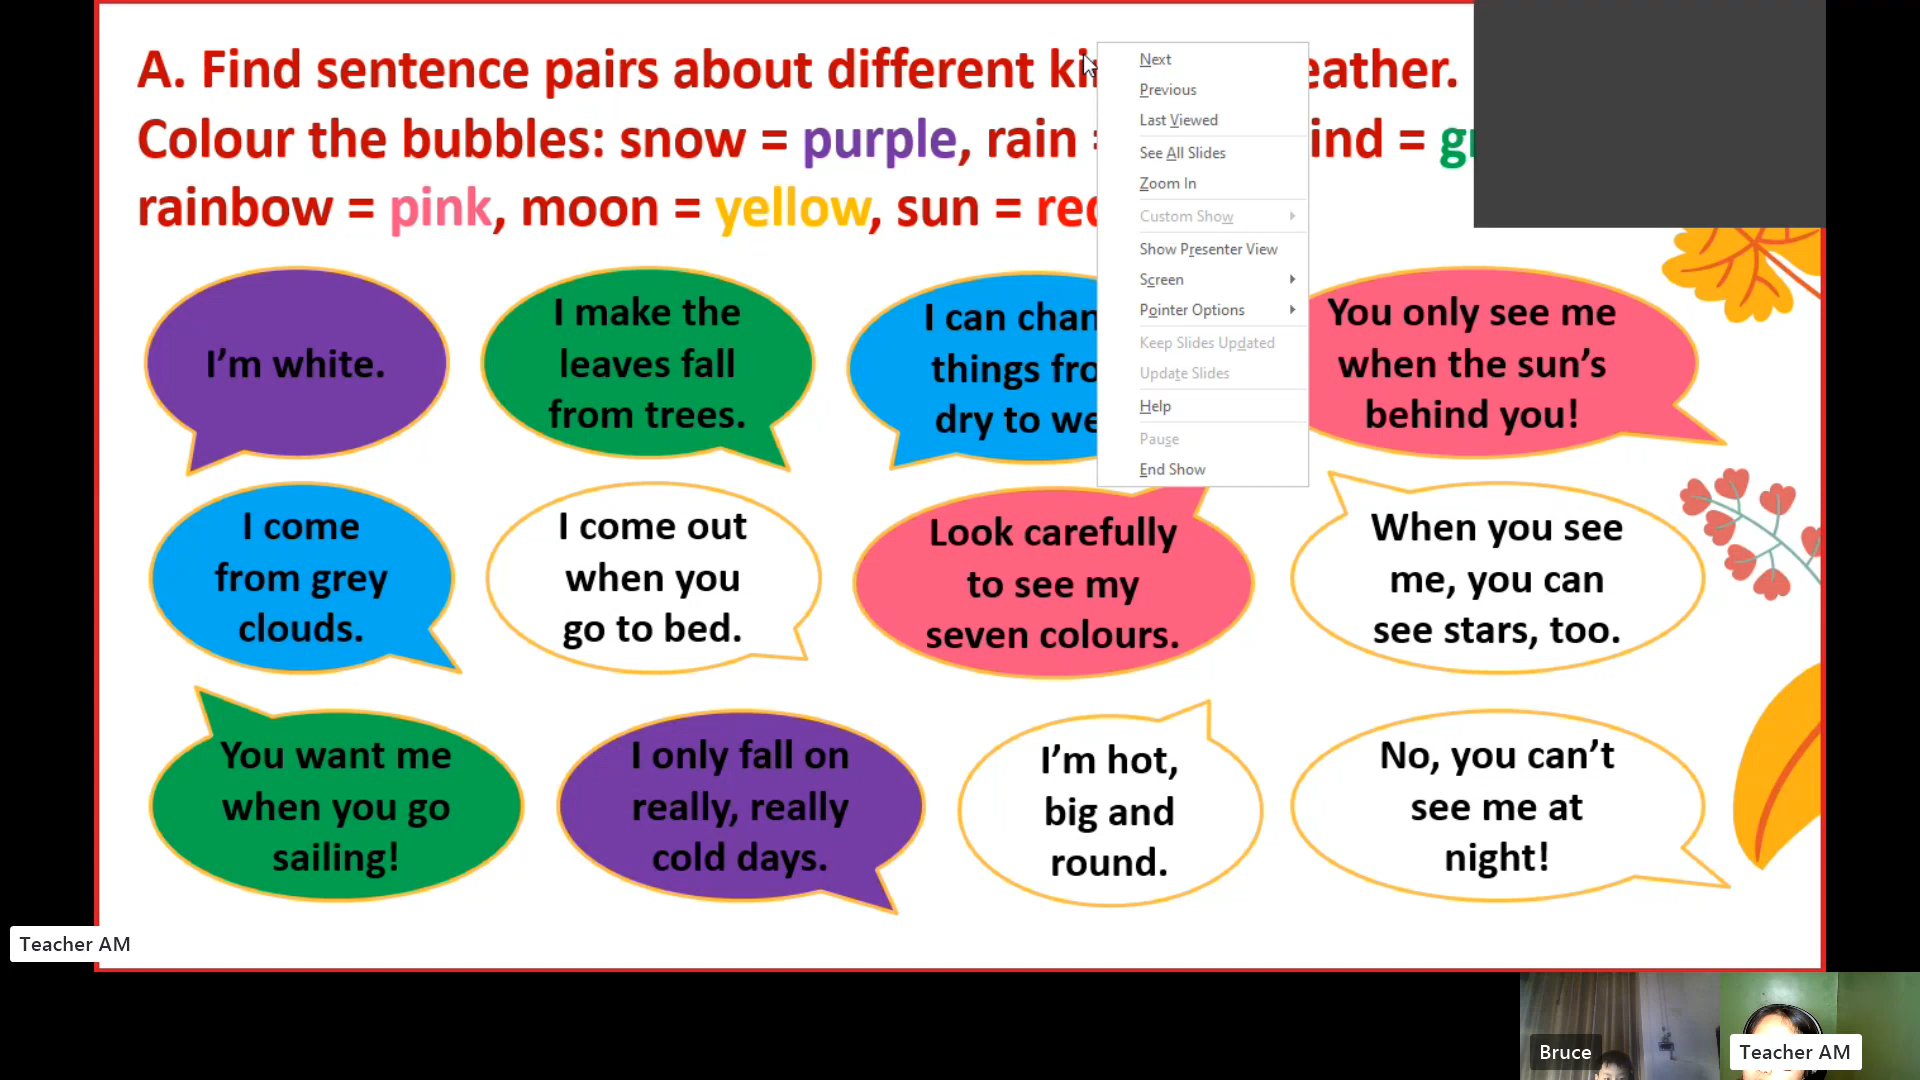 A. Find sentence pairs about different ki eather.
Colour the bubbles: snow = purple, rain = ind = gr
rainbow = pink, moon = yellow, sun = red
Next
Previous
Last Viewed
See All Slides
Zoom In
Custom Show
Show Presenter View
Screen
Pointer Options
Keep Slides Updated
Update Slides
Help
Pause
End Show
I'm white.
I make the
leaves fall
from trees.
I can chan
things fro
dry to we
You only see me
when the sun's
behind you!
I come
from grey
clouds.
I come out
when you
go to bed.
Look carefully
to see my
seven colours.
When you see
me, you can
see stars, too.
You want me
when you go
sailing!
I only fall on
really, really
cold days.
I'm hot,
big and
round.
No, you can't
see me at
night!
Teacher AM
Bruce
Teacher AM